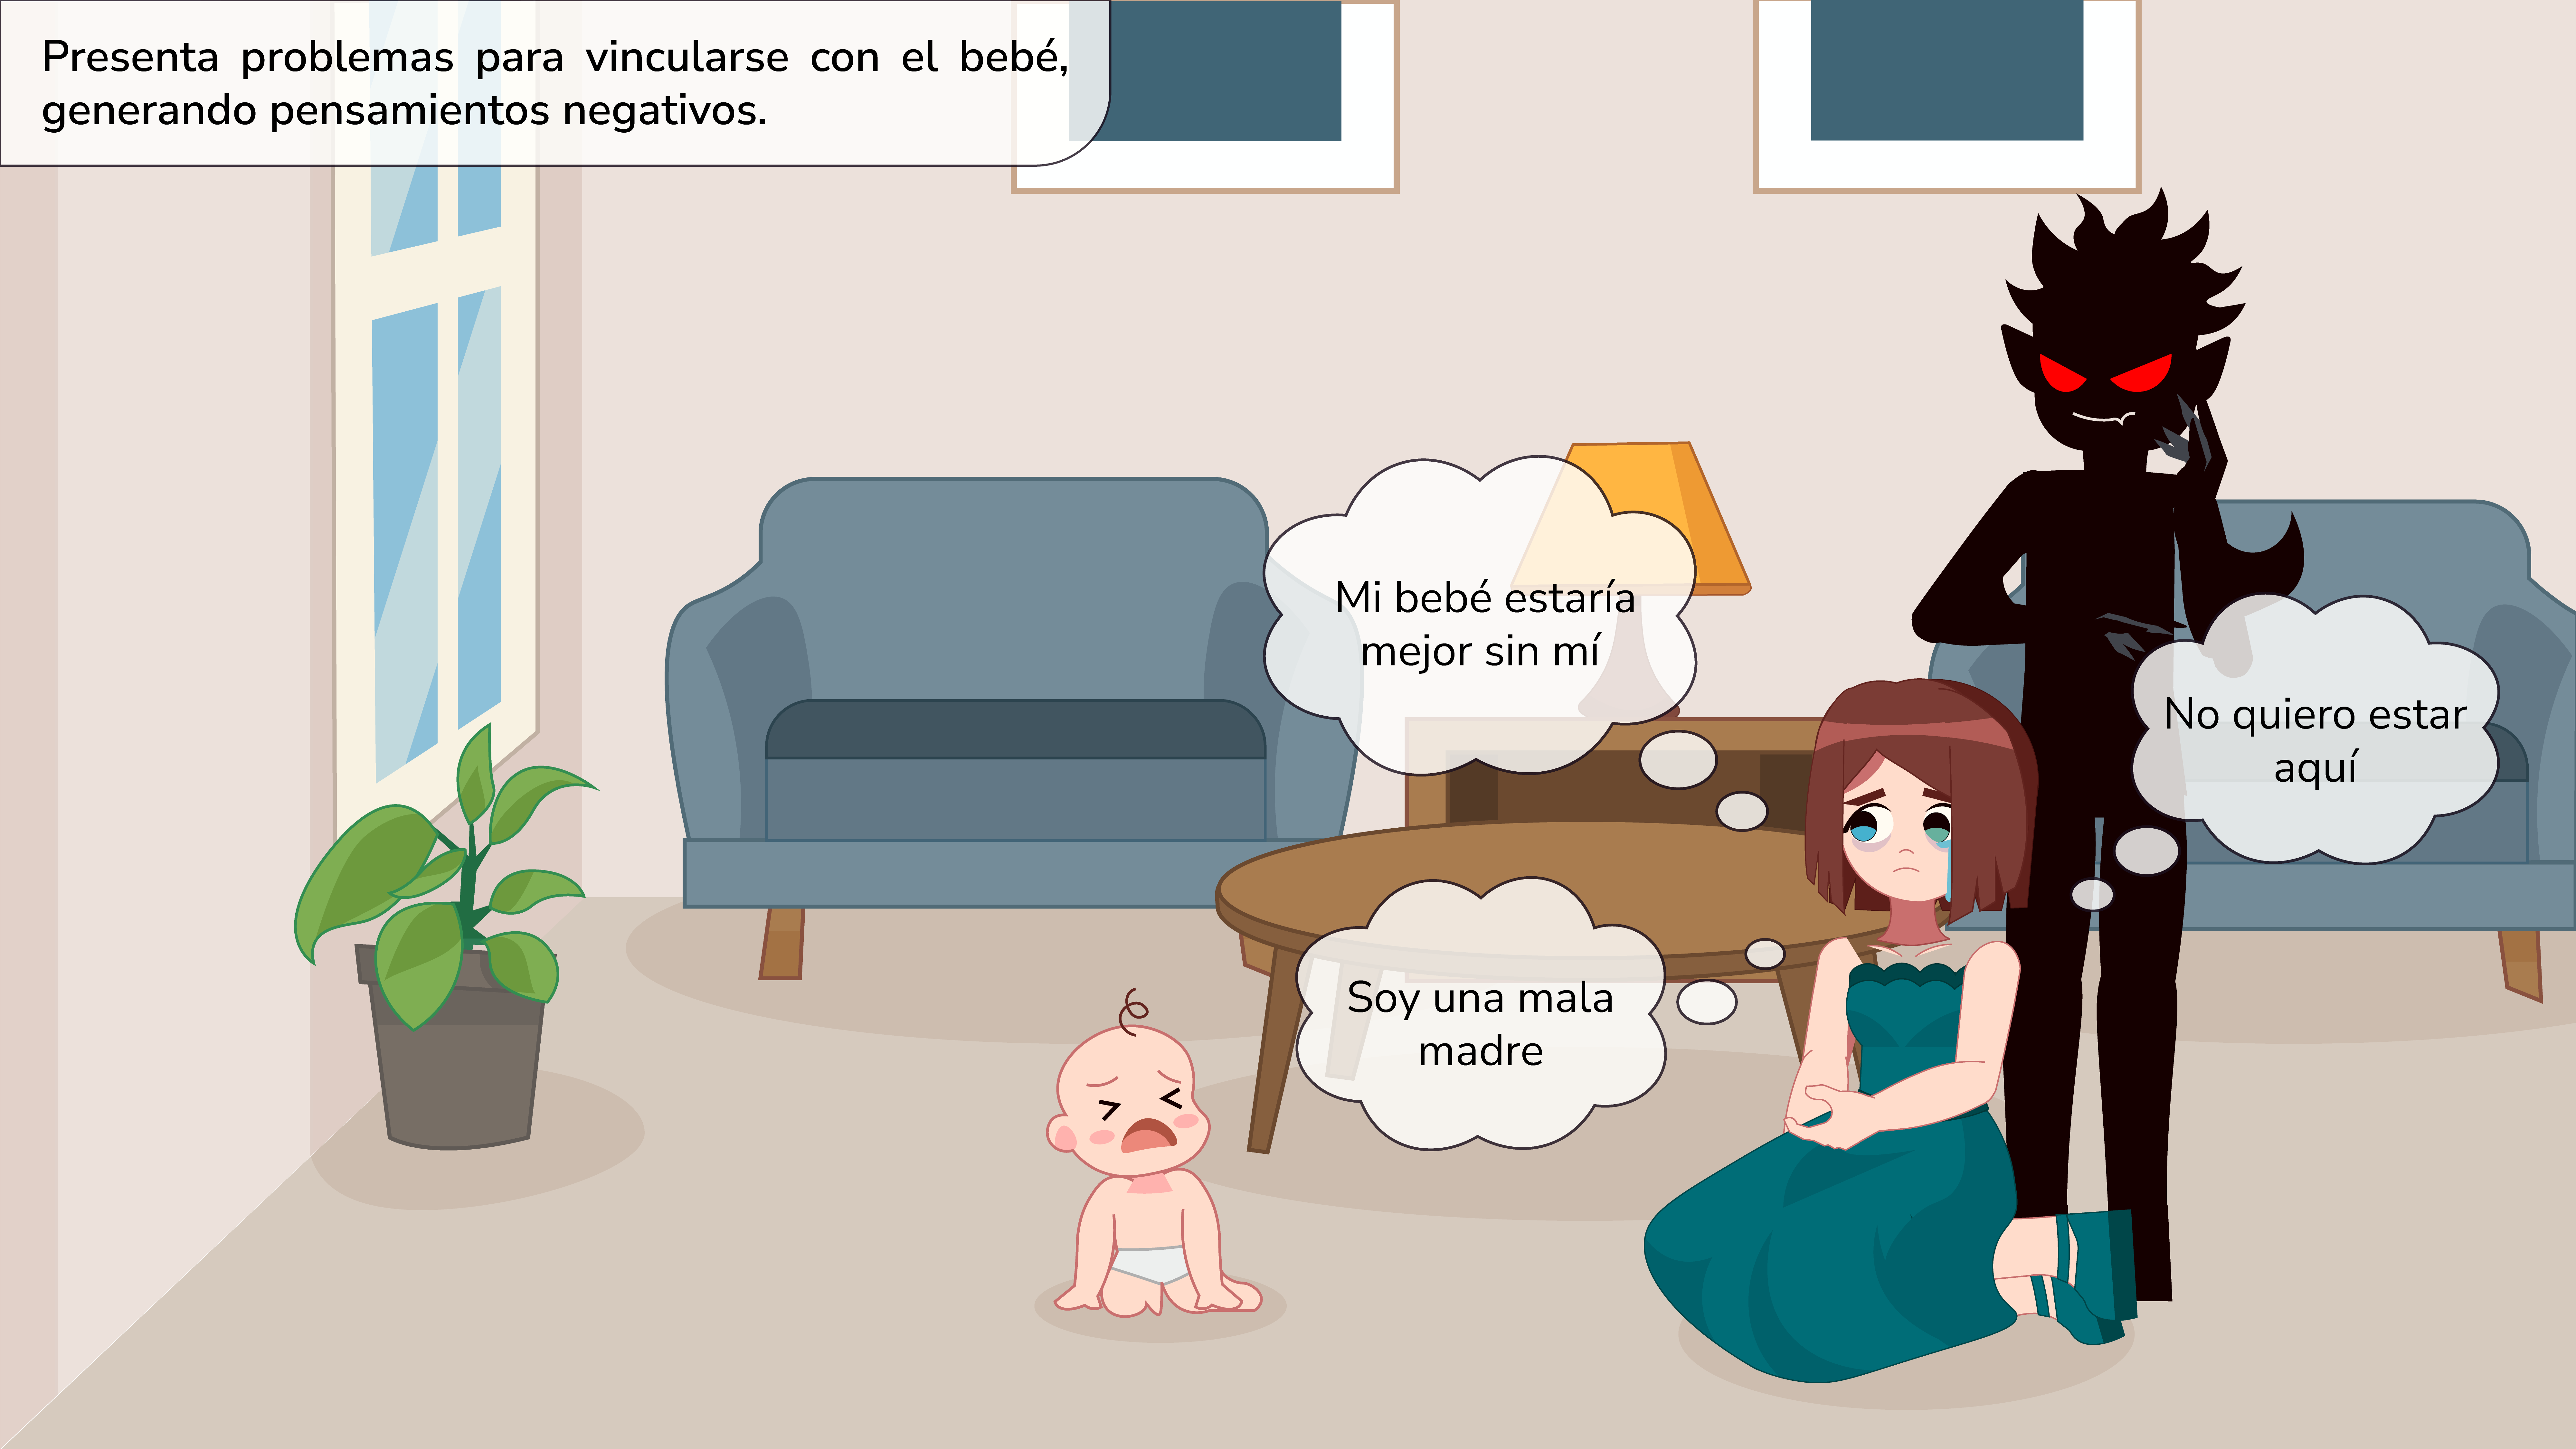 Presenta problemas para vincularse con el bebé,
generando pensamientos negativos.
Mi bebé estaría
mejor sin mí
No quiero estar
aquí
Soy una mala
madre